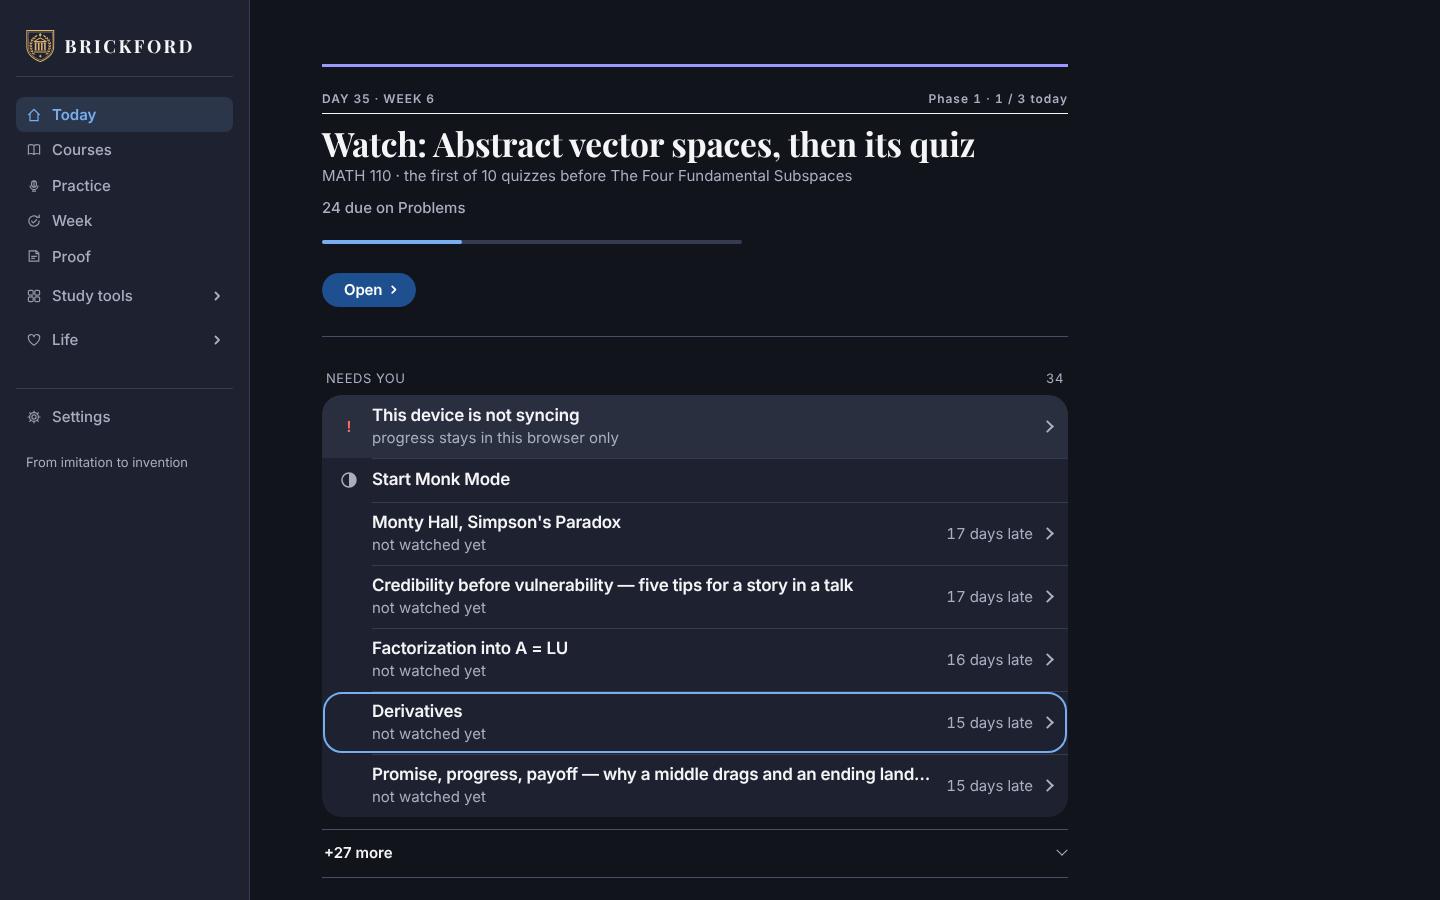 BRICKFORD
Today
Courses
Practice
Week
Proof
Study tools
Life
Settings
From imitation to invention
DAY 35 · WEEK 6
Phase 1 · 1 / 3 today
Watch: Abstract vector spaces, then its quiz
MATH 110 · the first of 10 quizzes before The Four Fundamental Subspaces
24 due on Problems
Open
NEEDS YOU
34
! This device is not syncing
progress stays in this browser only
Start Monk Mode
Monty Hall, Simpson's Paradox
not watched yet
17 days late
Credibility before vulnerability — five tips for a story in a talk
not watched yet
17 days late
Factorization into A = LU
not watched yet
16 days late
Derivatives
not watched yet
15 days late
Promise, progress, payoff — why a middle drags and an ending land...
not watched yet
15 days late
+27 more